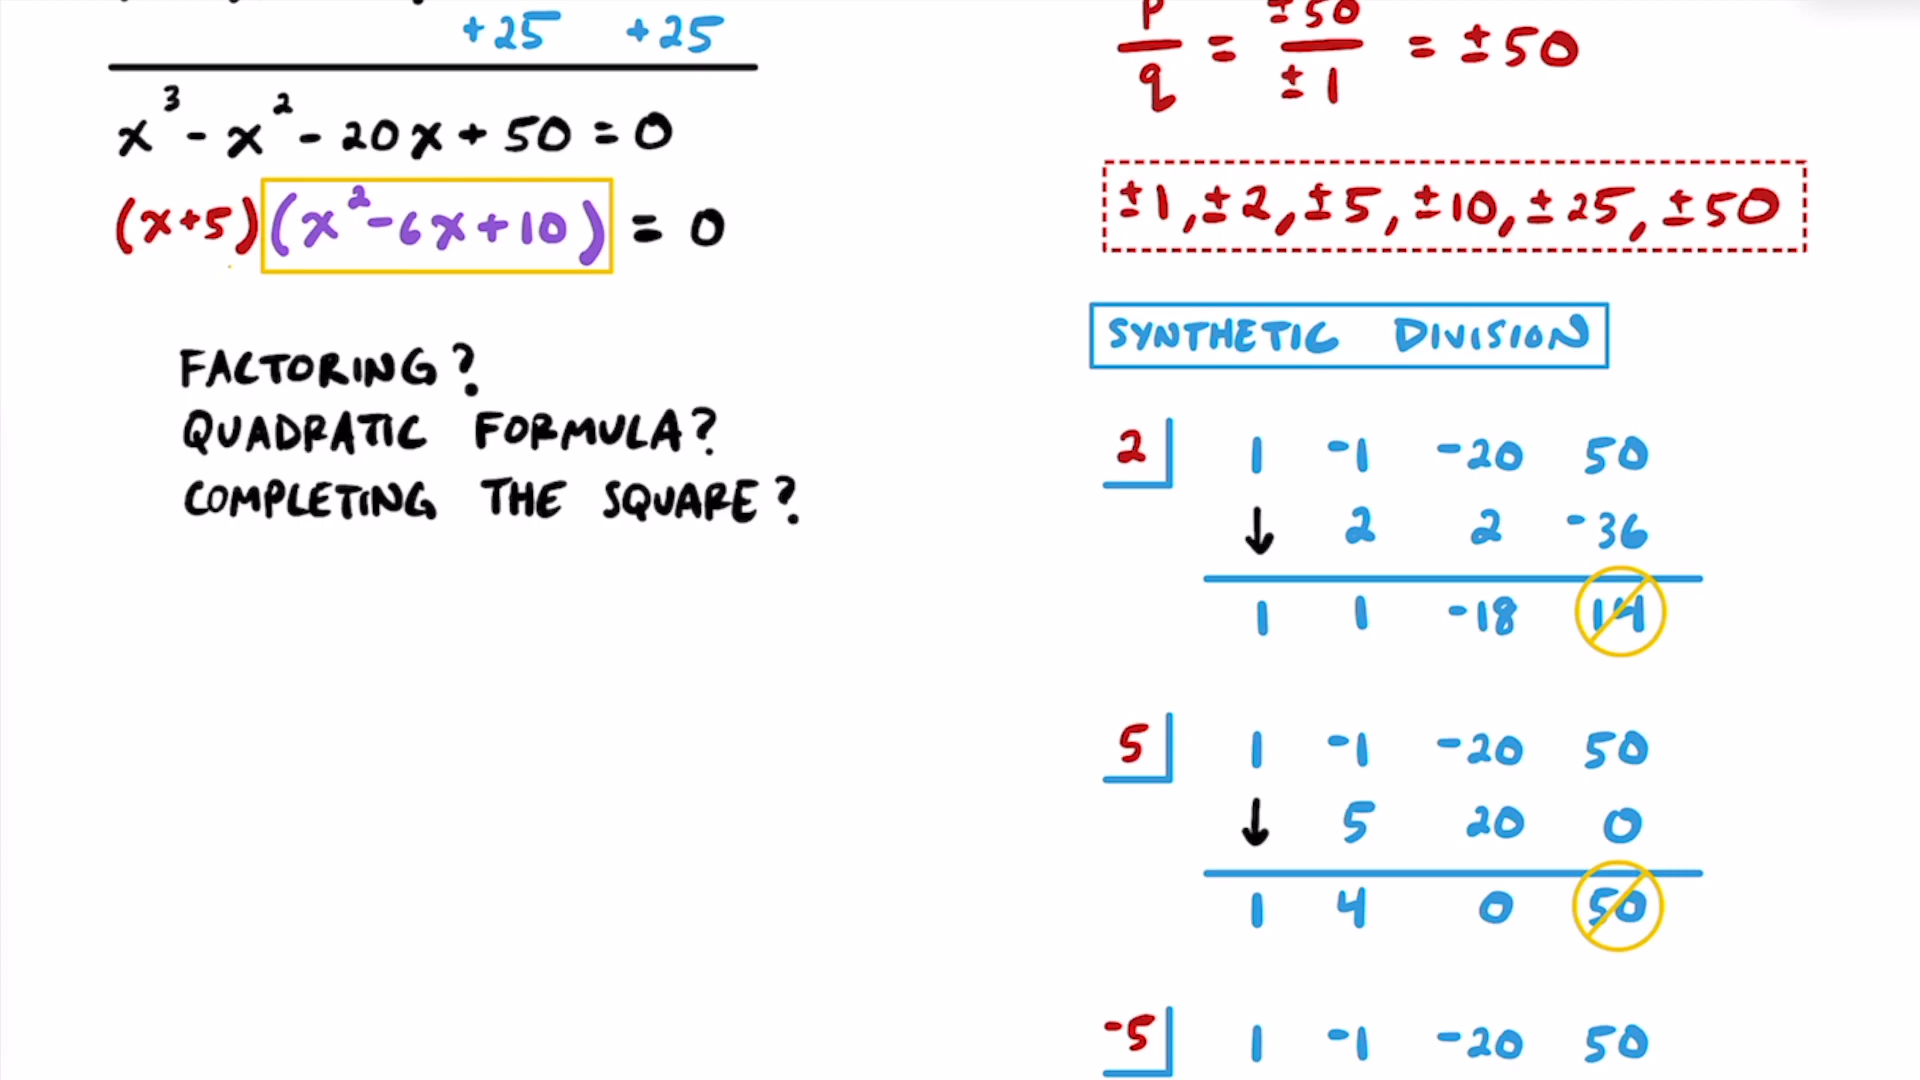 +25 +25
x³ - x² - 20x + 50 = 0
(x+5)(x²-6x+10) = 0
FACTORING?
QUADRATIC FORMULA?
COMPLETING THE SQUARE?
p/q = ±50/±1 = ±50
±1, ±2, ±5, ±10, ±25, ±50
SYNTHETIC DIVISION
2 1 -1 -20 50
↓ 2 2 -36
1 1 -18 14
5 1 -1 -20 50
↓ 5 20 0
1 4 0 50
-5 1 -1 -20 50